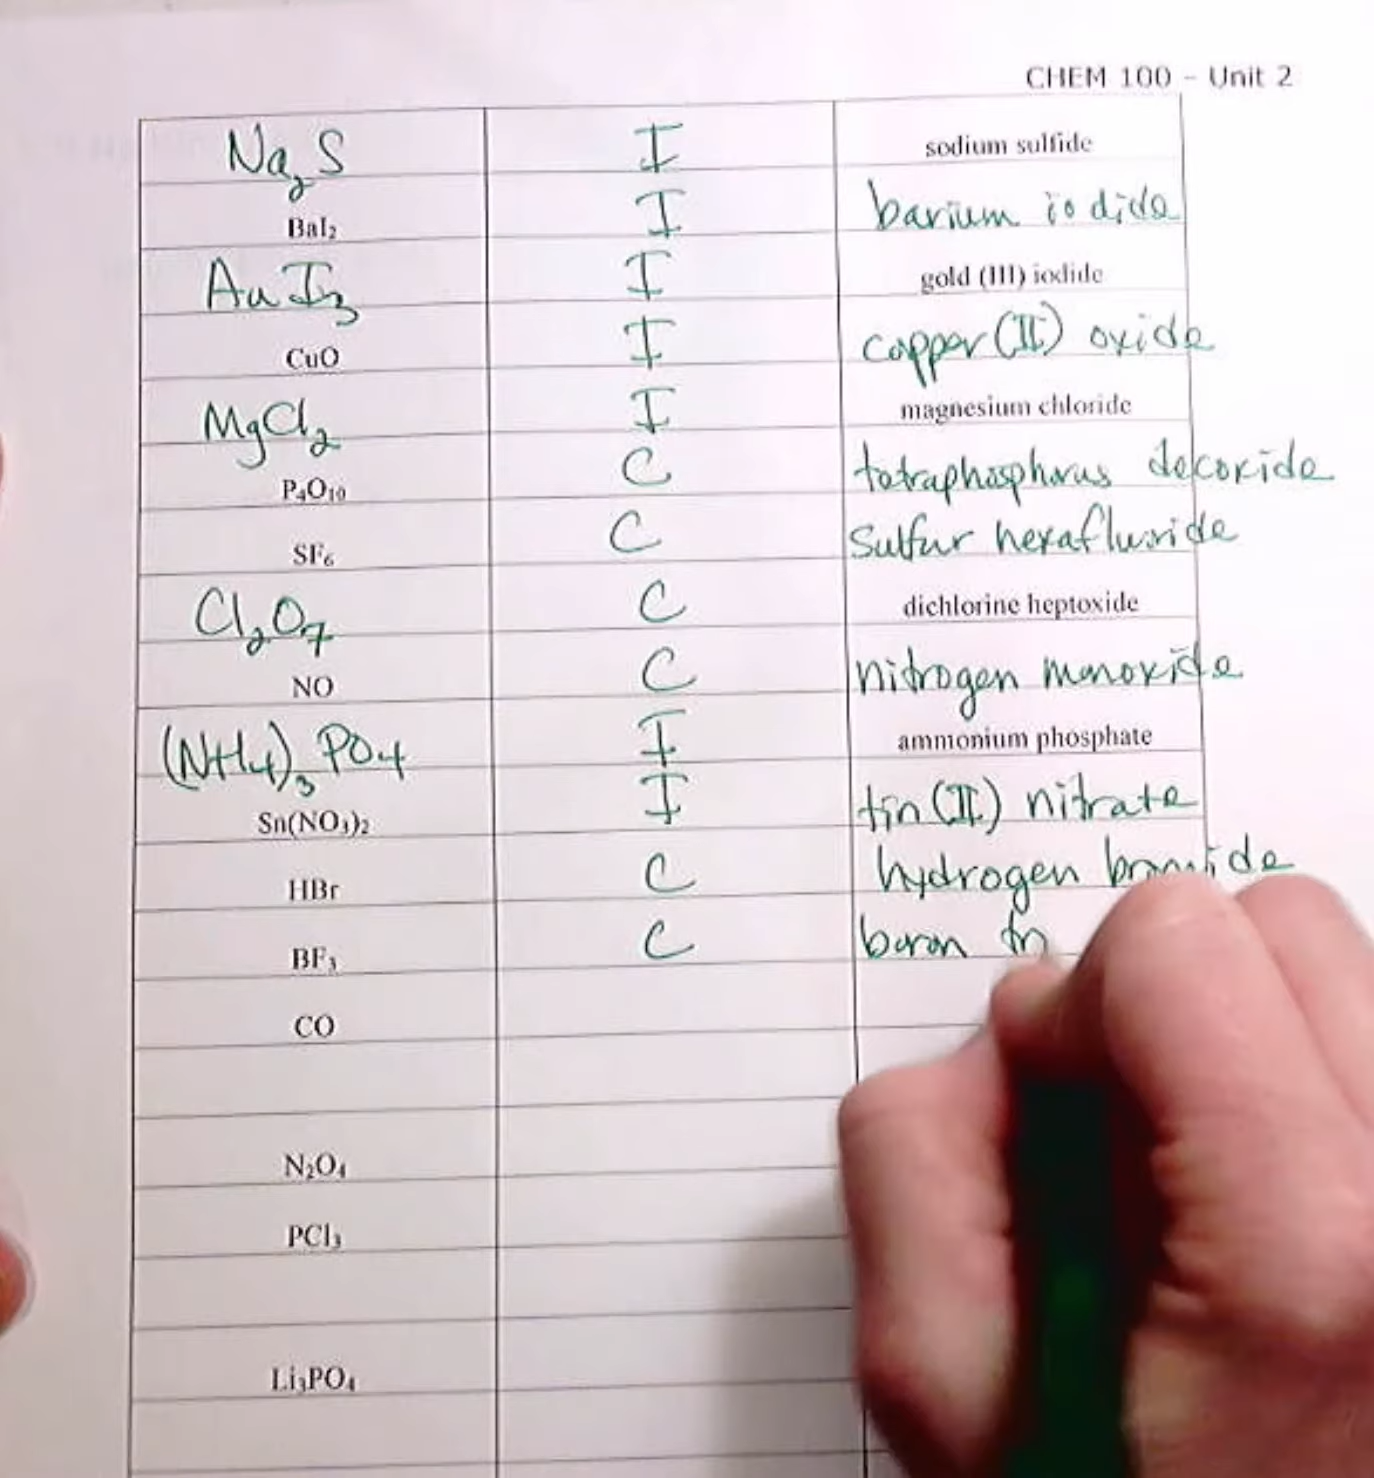 CHEM 100 - Unit 2
Na₂S I sodium sulfide
BaI₂ I barium iodide
AuI₃ I gold (III) iodide
CuO I copper (II) oxide
MgCl₂ I magnesium chloride
P₄O₁₀ C tetraphosphorus decoxide
SF₆ C sulfur hexafluoride
Cl₂O₇ C dichlorine heptoxide
NO C nitrogen monoxide
(NH₄)₃PO₄ I ammonium phosphate
Sn(NO₃)₂ I tin (II) nitrate
HBr C hydrogen bromide
BF₃ C boron tri
CO
N₂O₄
PCl₃
Li₃PO₄